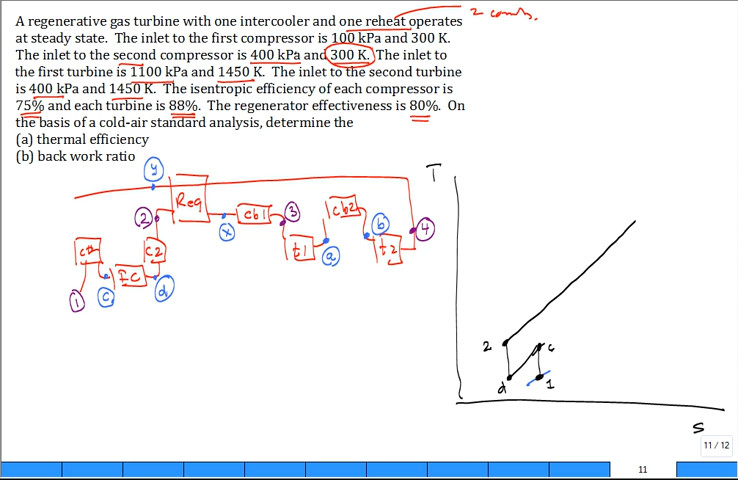 A regenerative gas turbine with one intercooler and one reheat operates
2 comb.
at steady state. The inlet to the first compressor is 100 kPa and 300 K.
The inlet to the second compressor is 400 kPa and 300 K. The inlet to
the first turbine is 1100 kPa and 1450 K. The inlet to the second turbine
is 400 kPa and 1450 K. The isentropic efficiency of each compressor is
75% and each turbine is 88%. The regenerator effectiveness is 80%. On
the basis of a cold-air standard analysis, determine the
(a) thermal efficiency
(b) back work ratio
y
T
Reg
cb1
3
cb2
2
x
b
4
C2
t1
a
t2
IC
1
c
d
2
c
d
1
S
11 / 12
11